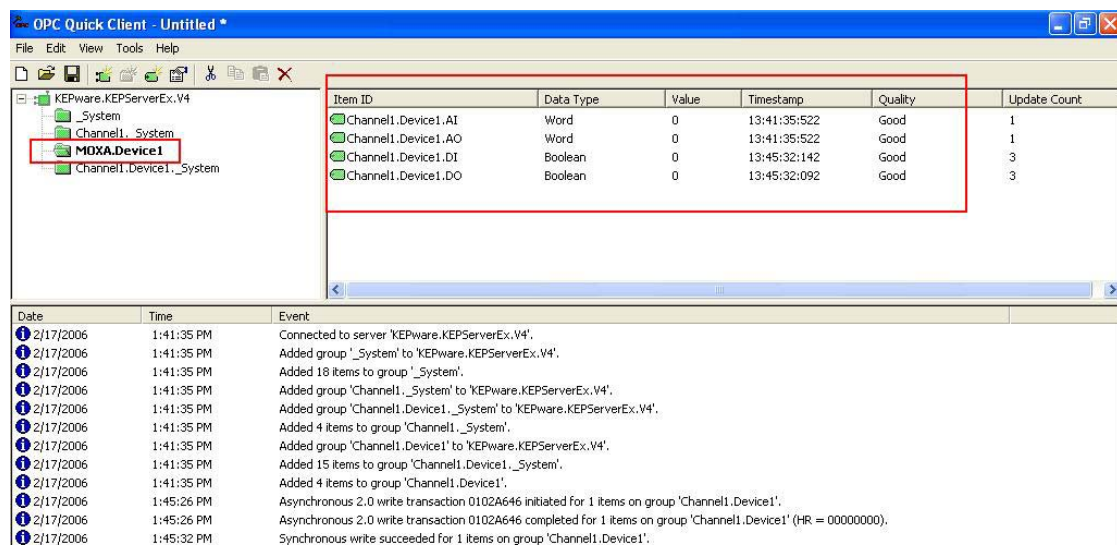 OPC Quick Client - Untitled *
File Edit View Tools Help
KEPware.KEPServerEx.V4
_System
Channel1._System
MOXA.Device1
Channel1.Device1._System
Item ID Data Type Value Timestamp Quality Update Count
Channel1.Device1.AI Word 0 13:41:35:522 Good 1
Channel1.Device1.AO Word 0 13:41:35:522 Good 1
Channel1.Device1.DI Boolean 0 13:45:32:142 Good 3
Channel1.Device1.DO Boolean 0 13:45:32:092 Good 3
Date Time Event
2/17/2006 1:41:35 PM Connected to server 'KEPware.KEPServerEx.V4'.
2/17/2006 1:41:35 PM Added group '_System' to 'KEPware.KEPServerEx.V4'.
2/17/2006 1:41:35 PM Added 18 items to group '_System'.
2/17/2006 1:41:35 PM Added group 'Channel1._System' to 'KEPware.KEPServerEx.V4'.
2/17/2006 1:41:35 PM Added group 'Channel1.Device1._System' to 'KEPware.KEPServerEx.V4'.
2/17/2006 1:41:35 PM Added 4 items to group 'Channel1._System'.
2/17/2006 1:41:35 PM Added group 'Channel1.Device1' to 'KEPware.KEPServerEx.V4'.
2/17/2006 1:41:35 PM Added 15 items to group 'Channel1.Device1._System'.
2/17/2006 1:41:35 PM Added 4 items to group 'Channel1.Device1'.
2/17/2006 1:45:26 PM Asynchronous 2.0 write transaction 0102A646 initiated for 1 items on group 'Channel1.Device1'.
2/17/2006 1:45:26 PM Asynchronous 2.0 write transaction 0102A646 completed for 1 items on group 'Channel1.Device1' (HR = 00000000).
2/17/2006 1:45:32 PM Synchronous write succeeded for 1 items on group 'Channel1.Device1'.